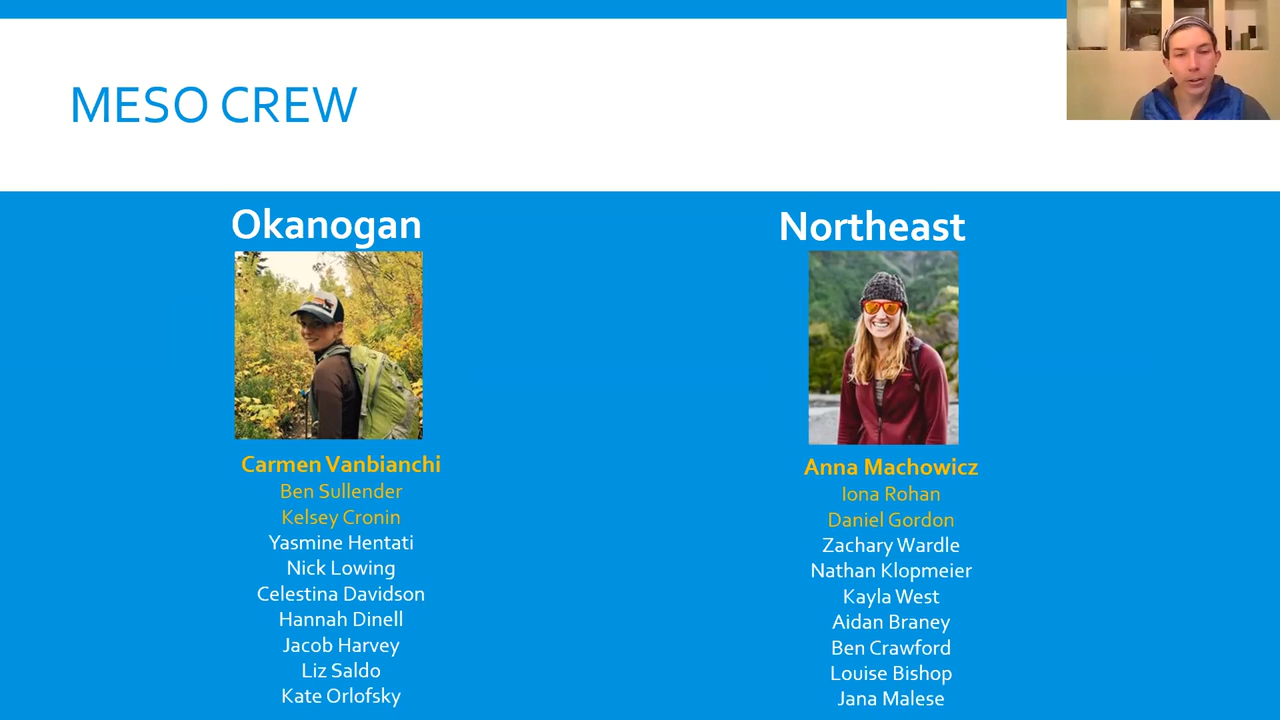 MESO CREW
Okanogan
Carmen Vanbianchi
Ben Sullender
Kelsey Cronin
Yasmine Hentati
Nick Lowing
Celestina Davidson
Hannah Dinell
Jacob Harvey
Liz Saldo
Kate Orlofsky
Northeast
Anna Machowicz
Iona Rohan
Daniel Gordon
Zachary Wardle
Nathan Klopmeier
Kayla West
Aidan Braney
Ben Crawford
Louise Bishop
Jana Malese